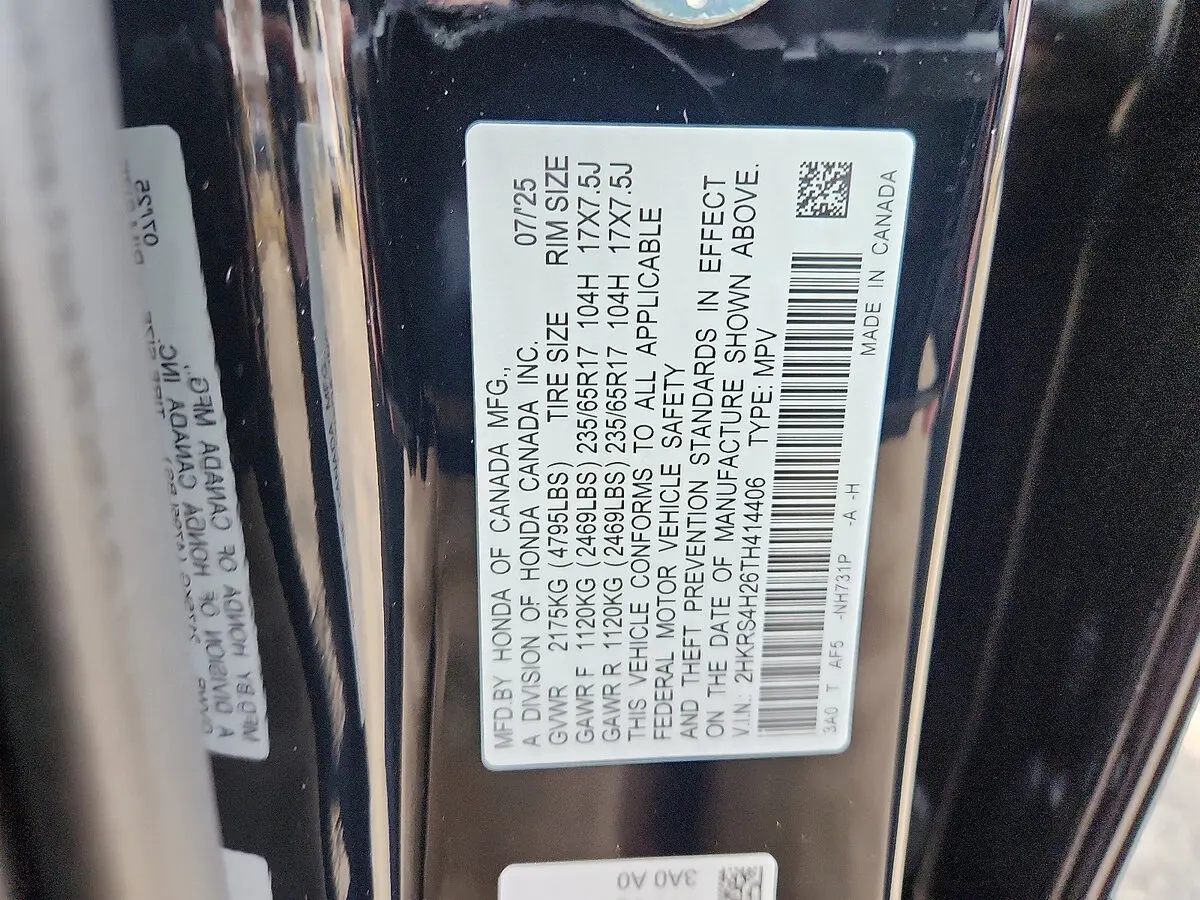 MFD.BY HONDA OF CANADA MFG.,
A DIVISION OF HONDA CANADA INC. 07/'25
GVWR 2175KG (4795LBS) TIRE SIZE RIM SIZE
GAWR F 1120KG (2469LBS) 235/65R17 104H 17X7.5J
GAWR R 1120KG (2469LBS) 235/65R17 104H 17X7.5J
THIS VEHICLE CONFORMS TO ALL APPLICABLE
FEDERAL MOTOR VEHICLE SAFETY
AND THEFT PREVENTION STANDARDS IN EFFECT
ON THE DATE OF MANUFACTURE SHOWN ABOVE.
V.I.N.: 2HKRS4H26TH414406 TYPE: MPV
3A0 T AF5 -NH731P -A -H
MADE IN CANADA
3A0 A0